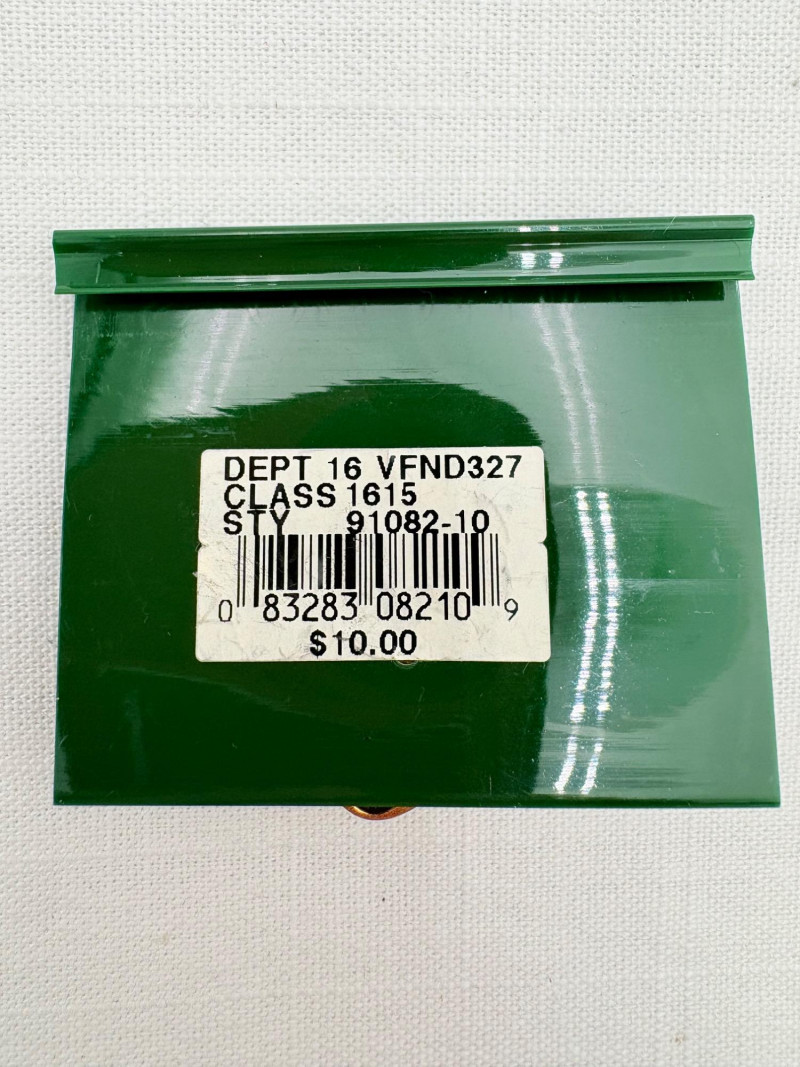 DEPT 16 VFND327
CLASS 1615
STY 91082-10
0 83283 08210 9
$10.00